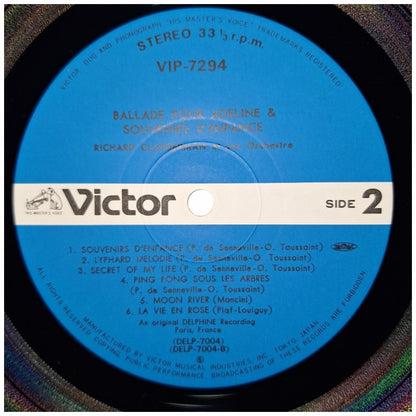 VICTOR, DUO AND PHONOGRAPH "HIS MASTER'S VOICE" TRADEMARKS REGISTERED.
STEREO 33 1/3 r.p.m.
VIP-7294
BALLADE POUR ADELINE &
SOUVENIRS D'ENFANCE
RICHARD CLAYDERMAN et son Orchestre
"HIS MASTER'S VOICE"
Victor
SIDE 2
1. SOUVENIRS D'ENFANCE (P. de Senneville-O. Toussaint)
2. LYPHARD MELODIE (P. de Senneville-O. Toussaint)
3. SECRET OF MY LIFE (P. de Senneville-O. Toussaint)
4. PING PONG SOUS LES ARBRES
(P. de Senneville-O. Toussaint)
5. MOON RIVER (Mancini)
6. LA VIE EN ROSE (Piaf-Louiguy)
An original DELPHINE Recording
Paris, France
(DELP-7004)
(DELP-7004-B)
MANUFACTURED BY VICTOR MUSICAL INDUSTRIES, INC. TOKYO, JAPAN.
ALL RIGHTS RESERVED. COPYING, PUBLIC PERFORMANCE, BROADCASTING OF THESE RECORDS ARE FORBIDDEN.